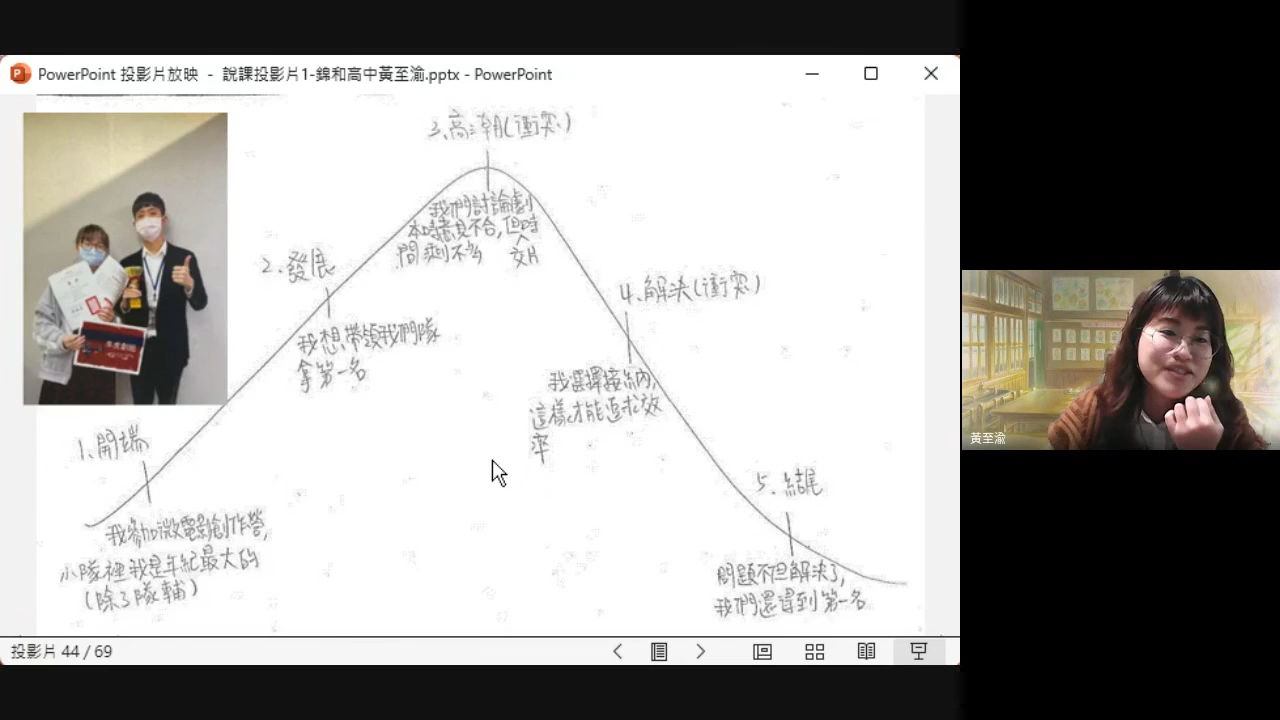 PowerPoint 投影片放映 - 說課投影片1-錦和高中黃至渝.pptx - PowerPoint
3.高潮(衝突)
我們討論劇
本時意見不合,但時
間剩不多
交片
2.發展
我想帶領我們隊
拿第一名
4.解決(衝突)
我選擇接納,
這樣才能追求效
率
1.開端
我參加微電影創作營,
小隊裡我是年紀最大的
(除了隊輔)
5.結尾
問題不但解決了,
我們還得到第一名
黃至渝
投影片 44 / 69